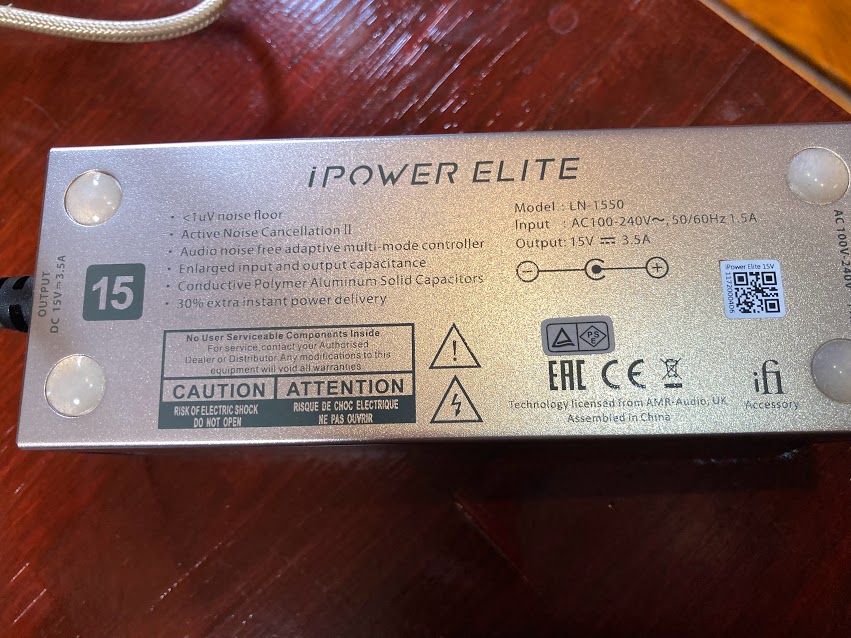 iPOWER ELITE
• <1uV noise floor
• Active Noise Cancellation II
• Audio noise free adaptive multi-mode controller
• Enlarged input and output capacitance
• Conductive Polymer Aluminum Solid Capacitors
• 30% extra instant power delivery
Model : LN-1550
Input : AC100-240V～, 50/60Hz 1.5A
Output: 15V ⎓ 3.5A
OUTPUT
DC 15V⎓3.5A
15
No User Serviceable Components Inside
For service,contact your Authorised
Dealer or Distributor.Any modifications to this
equipment will void all warranties
CAUTION
RISK OF ELECTRIC SHOCK
DO NOT OPEN
ATTENTION
RISQUE DE CHOC ELECTRIQUE
NE PAS OUVRIR
iPower Elite 15V
PS
E
EAC CE
ifi
Accessory
Technology licensed from AMR-Audio, UK
Assembled in China
AC 100V-240V